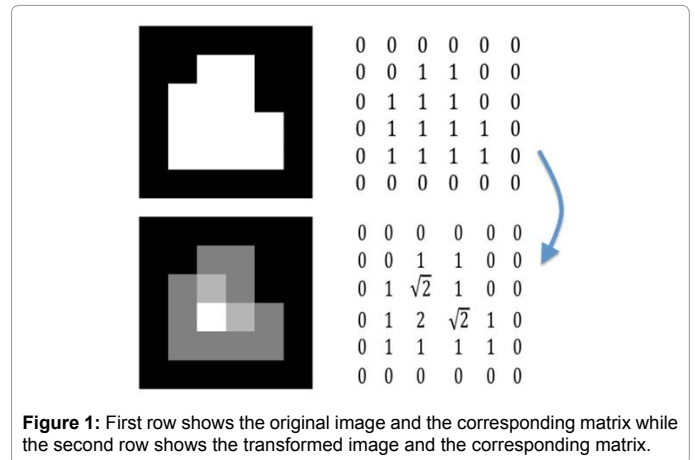 0 0 0 0 0 0
0 0 1 1 0 0
0 1 1 1 0 0
0 1 1 1 1 0
0 1 1 1 1 0
0 0 0 0 0 0
0 0 0 0 0 0
0 0 1 1 0 0
0 1 √2 1 0 0
0 1 2 √2 1 0
0 1 1 1 1 0
0 0 0 0 0 0
Figure 1: First row shows the original image and the corresponding matrix while
the second row shows the transformed image and the corresponding matrix.